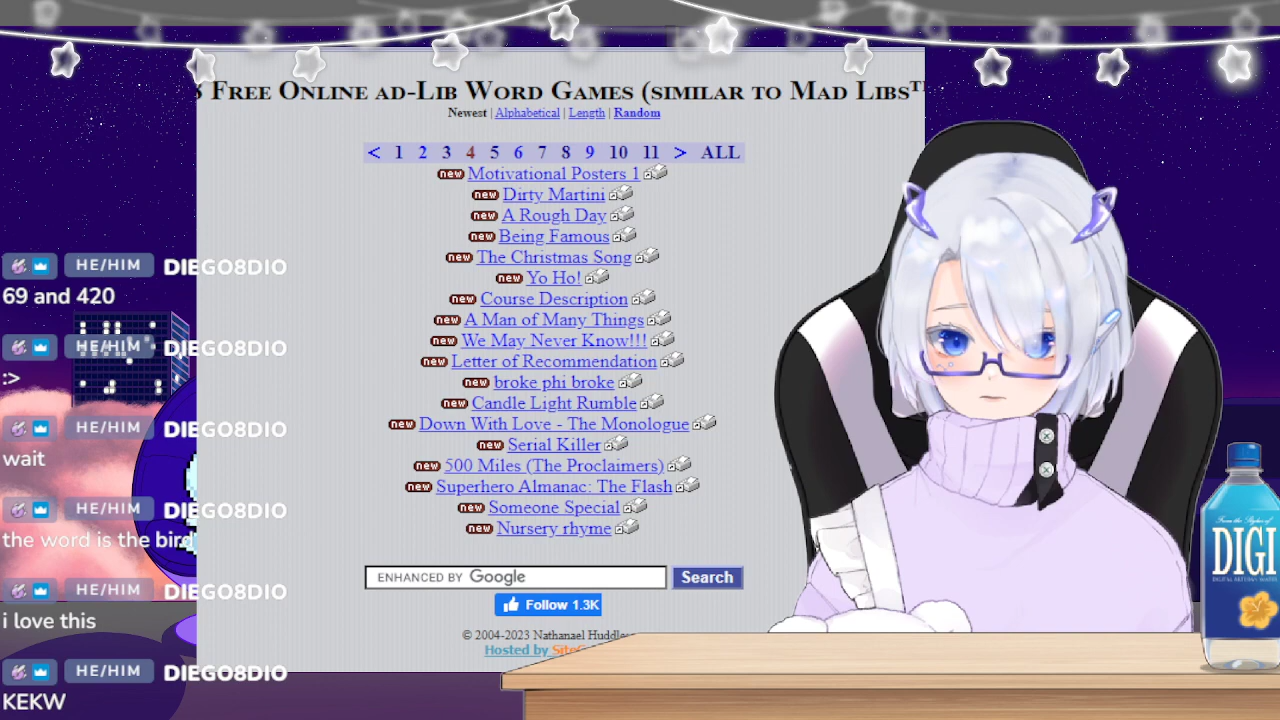 Free Online ad-Lib Word Games (similar to Mad Libs™
Newest | Alphabetical | Length | Random
< 1 2 3 4 5 6 7 8 9 10 11 > ALL
new Motivational Posters 1
new Dirty Martini
new A Rough Day
new Being Famous
new The Christmas Song
new Yo Ho!
new Course Description
new A Man of Many Things
new We May Never Know!!!
new Letter of Recommendation
new broke phi broke
new Candle Light Rumble
new Down With Love - The Monologue
new Serial Killer
new 500 Miles (The Proclaimers)
new Superhero Almanac: The Flash
new Someone Special
new Nursery rhyme
ENHANCED BY Google Search
Follow 1.3K
© 2004-2023 Nathanael
Hosted by
HE/HIM DIEGO8DIO
69 and 420
HE/HIM DIEGO8DIO
:>
HE/HIM DIEGO8DIO
wait
HE/HIM DIEGO8DIO
the word is the bird
HE/HIM DIEGO8DIO
i love this
HE/HIM DIEGO8DIO
KEKW
DIGI